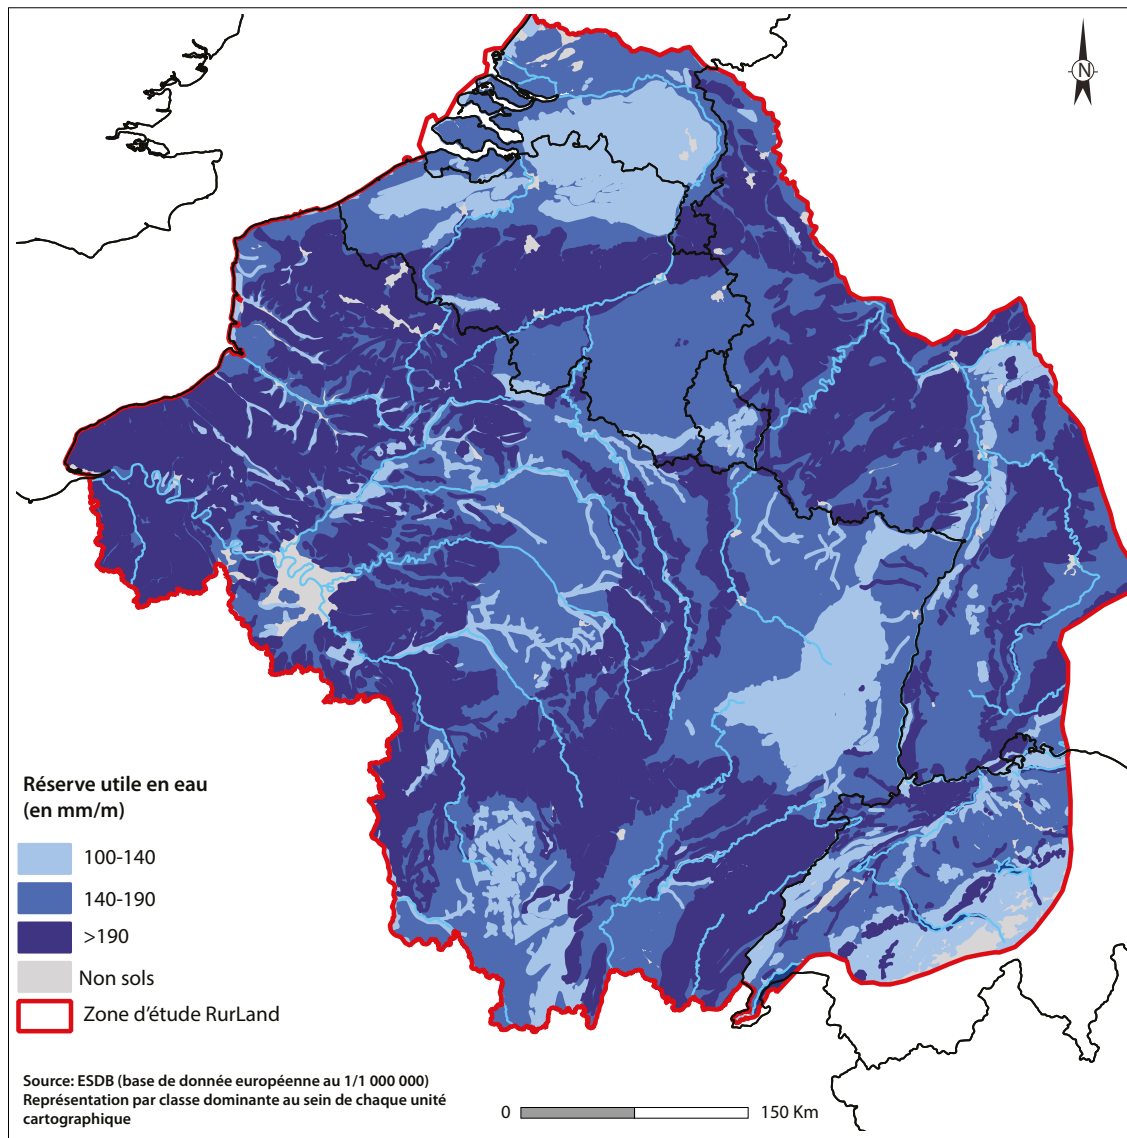 N
Réserve utile en eau
(en mm/m)
100-140
140-190
>190
Non sols
Zone d'étude RurLand
Source: ESDB (base de donnée européenne au 1/1 000 000)
Représentation par classe dominante au sein de chaque unité
cartographique
0 150 Km